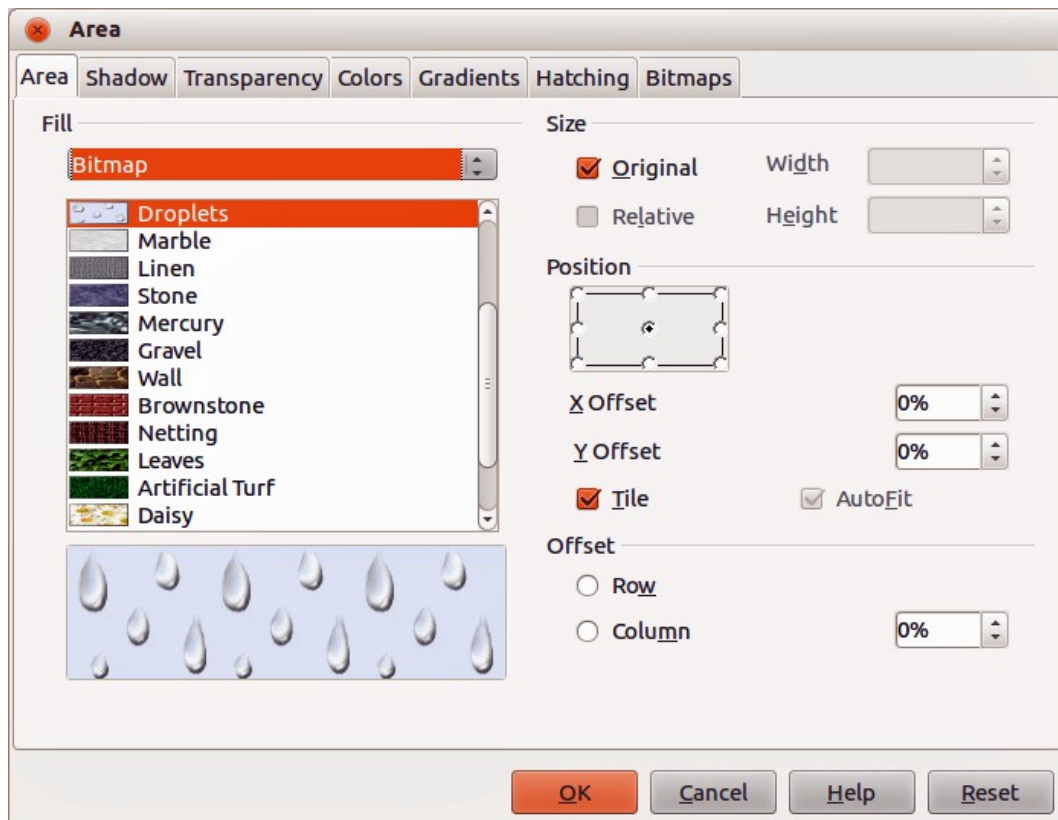 Area
Area Shadow Transparency Colors Gradients Hatching Bitmaps
Fill
Bitmap
Droplets
Marble
Linen
Stone
Mercury
Gravel
Wall
Brownstone
Netting
Leaves
Artificial Turf
Daisy
Size
Original Width
Relative Height
Position
X Offset 0%
Y Offset 0%
Tile AutoFit
Offset
Row
Column 0%
OK Cancel Help Reset